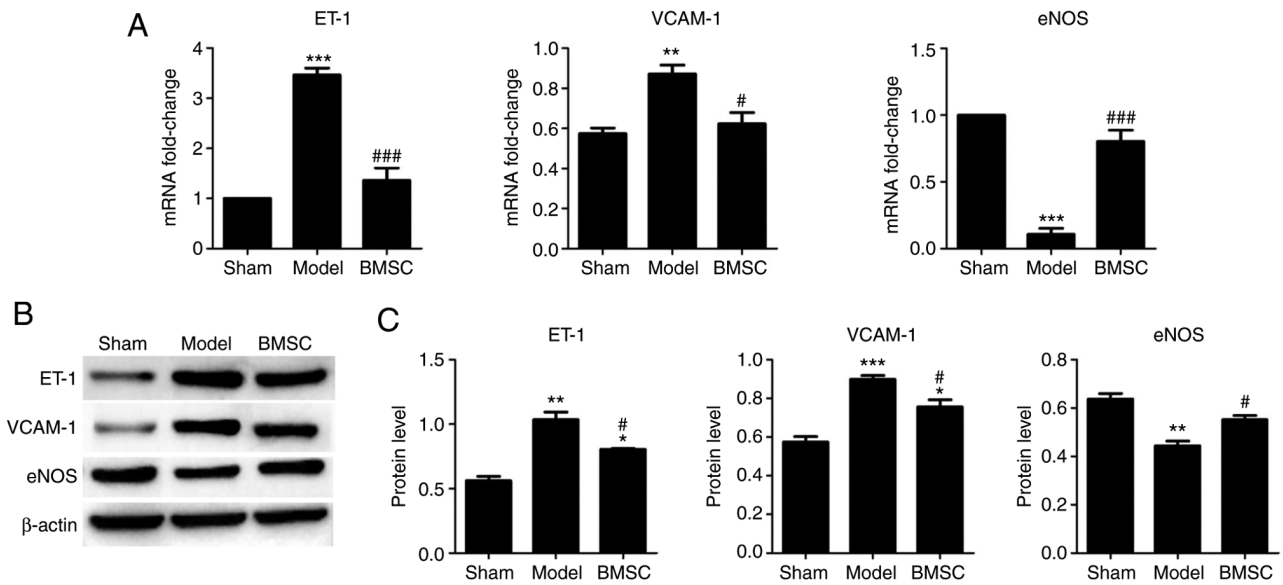 A
ET-1
mRNA fold-change
4
3
2
1
0
***
###
Sham Model BMSC
VCAM-1
mRNA fold-change
1.0
0.8
0.6
0.4
0.2
0.0
**
#
Sham Model BMSC
eNOS
mRNA fold-change
1.5
1.0
0.5
0.0
***
###
Sham Model BMSC
B
Sham Model BMSC
ET-1
VCAM-1
eNOS
β-actin
C
ET-1
Protein level
1.5
1.0
0.5
0.0
**
#
*
Sham Model BMSC
VCAM-1
Protein level
1.0
0.8
0.6
0.4
0.2
0.0
***
#
*
Sham Model BMSC
eNOS
Protein level
0.8
0.6
0.4
0.2
0.0
**
#
Sham Model BMSC